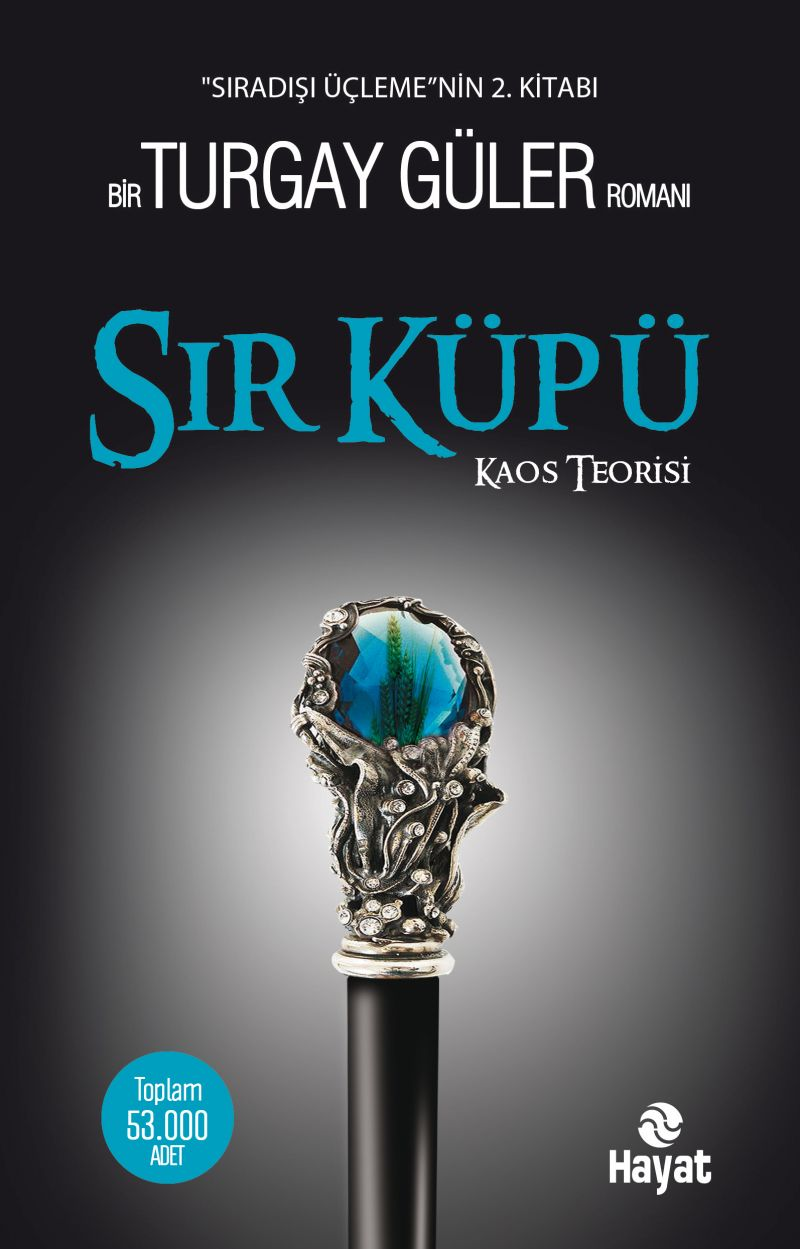 "SIRADIŞI ÜÇLEME”NİN 2. KİTABI
BİR TURGAY GÜLER ROMANI
SIR KÜPÜ
KAOS TEORİSİ
Toplam
53.000
ADET
Hayat